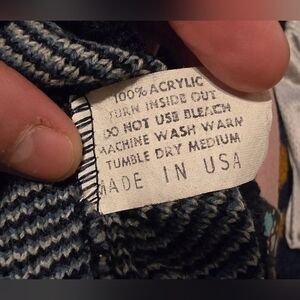 100% ACRYLIC
TURN INSIDE OUT
DO NOT USE BLEACH
MACHINE WASH WARM
TUMBLE DRY MEDIUM
MADE IN USA